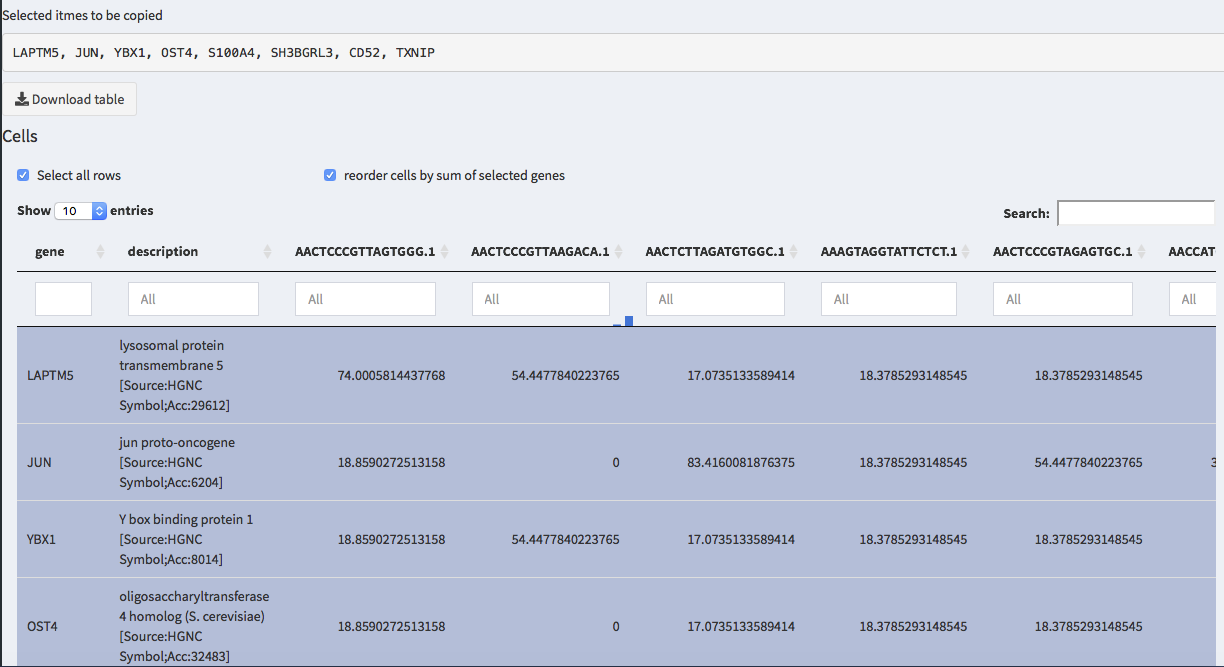 Selected itmes to be copied
LAPTM5, JUN, YBX1, OST4, S100A4, SH3BGRL3, CD52, TXNIP
Download table
Cells
Select all rows reorder cells by sum of selected genes
Show 10 entries
Search:
gene description AACTCCCGTTAGTGGG.1 AACTCCCGTTAAGACA.1 AACTCTTAGATGTGGC.1 AAAGTAGGTATTCTCT.1 AACTCCCGTAGAGTGC.1 AACCAT
All All All All All All All
lysosomal protein
transmembrane 5
LAPTM5 [Source:HGNC 74.0005814437768 54.4477840223765 17.0735133589414 18.3785293148545 18.3785293148545
Symbol;Acc:29612]
jun proto-oncogene
JUN [Source:HGNC 18.8590272513158 0 83.4160081876375 18.3785293148545 54.4477840223765 3
Symbol;Acc:6204]
Y box binding protein 1
YBX1 [Source:HGNC 18.8590272513158 54.4477840223765 17.0735133589414 18.3785293148545 18.3785293148545
Symbol;Acc:8014]
oligosaccharyltransferase
4 homolog (S. cerevisiae)
OST4 [Source:HGNC 18.8590272513158 0 17.0735133589414 18.3785293148545 18.3785293148545
Symbol;Acc:32483]